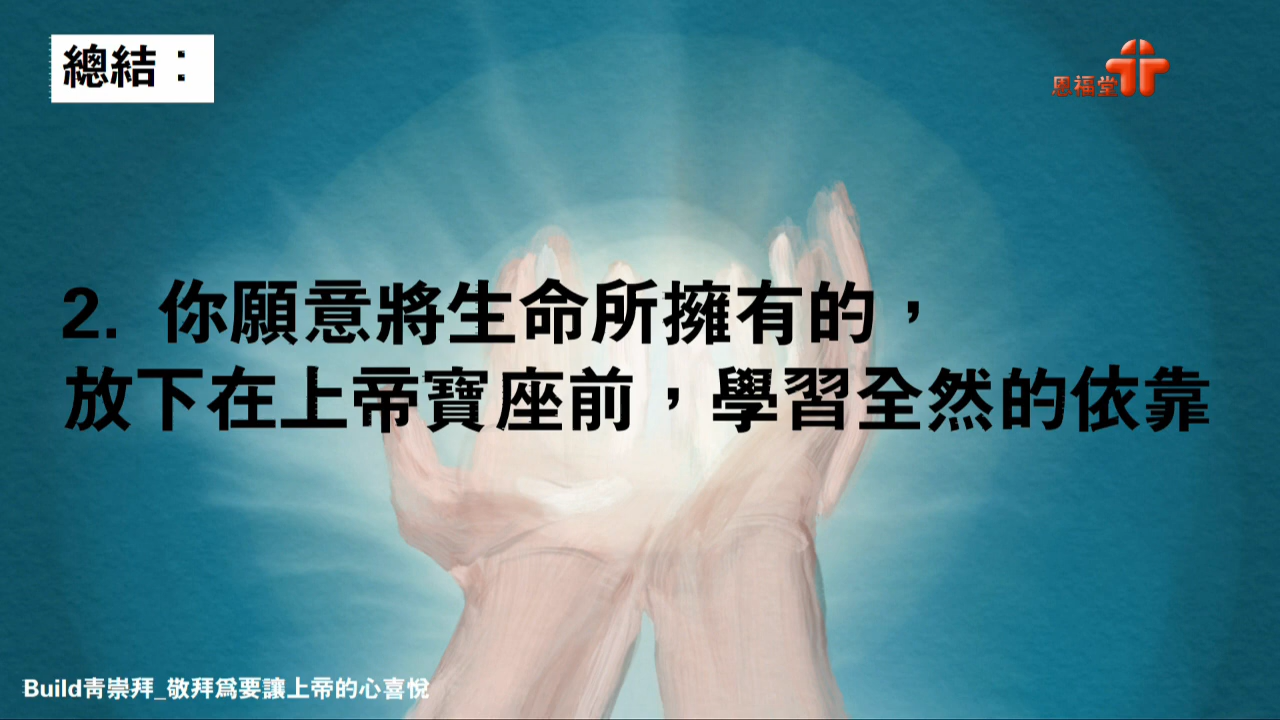 總結：
恩福堂
2. 你願意將生命所擁有的，
放下在上帝寶座前，學習全然的依靠
Build青崇拜_敬拜為要讓上帝的心喜悅